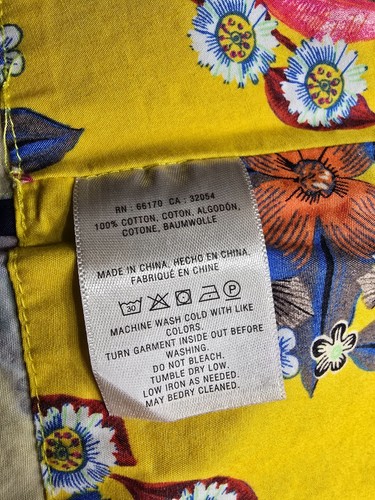 RN : 66170 CA : 32054
100% COTTON, COTON, ALGODÓN,
COTONE, BAUMWOLLE
MADE IN CHINA, HECHO EN CHINA,
FABRIQUÉ EN CHINE
30 P
MACHINE WASH COLD WITH LIKE
COLORS.
TURN GARMENT INSIDE OUT BEFORE
WASHING.
DO NOT BLEACH.
TUMBLE DRY LOW.
LOW IRON AS NEEDED.
MAY BEDRY CLEANED.